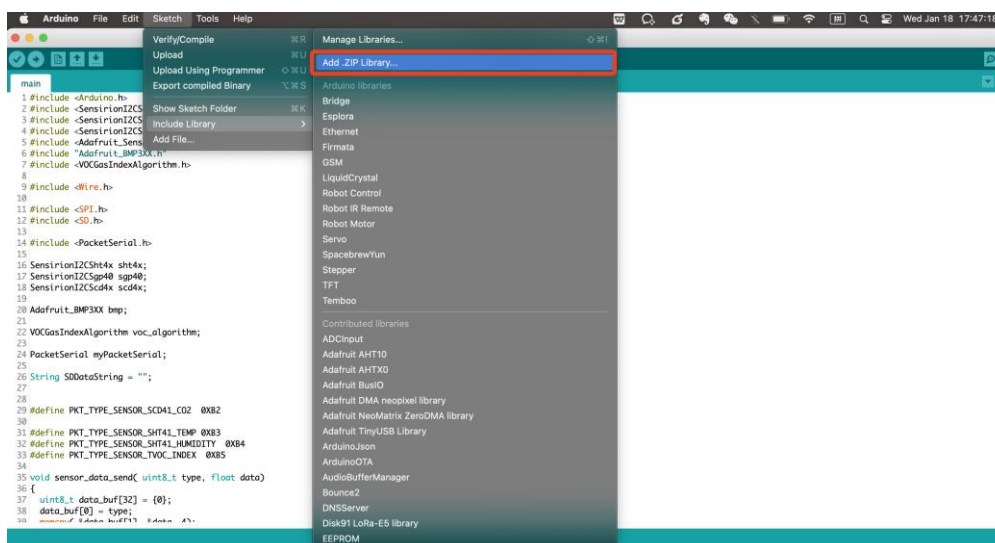 Arduino File Edit Sketch Tools Help Wed Jan 18 17:47:18
Verify/Compile ⌘R
Upload ⌘U
Upload Using Programmer ⇧⌘U
Export compiled Binary ⌥⌘S
Show Sketch Folder ⌘K
Include Library
Add File...
Manage Libraries... ⇧⌘I
Add .ZIP Library...
Arduino libraries
Bridge
Esplora
Ethernet
Firmata
GSM
LiquidCrystal
Robot Control
Robot IR Remote
Robot Motor
Servo
SpacebrewYun
Stepper
TFT
Temboo
Contributed libraries
ADCInput
Adafruit AHT10
Adafruit AHTX0
Adafruit BusIO
Adafruit DMA neopixel library
Adafruit NeoMatrix ZeroDMA library
Adafruit TinyUSB Library
ArduinoJson
ArduinoOTA
AudioBufferManager
Bounce2
DNSServer
Disk91 LoRa-E5 library
EEPROM
main
1 #include <Arduino.h>
2 #include <SensirionI2CS
3 #include <SensirionI2CS
4 #include <SensirionI2CS
5 #include <Adafruit_Sens
6 #include "Adafruit_BMP3XX.h"
7 #include <VOCGasIndexAlgorithm.h>
8
9 #include <Wire.h>
10
11 #include <SPI.h>
12 #include <SD.h>
13
14 #include <PacketSerial.h>
15
16 SensirionI2CSht4x sht4x;
17 SensirionI2CSgp40 sgp40;
18 SensirionI2CScd4x scd4x;
19
20 Adafruit_BMP3XX bmp;
21
22 VOCGasIndexAlgorithm voc_algorithm;
23
24 PacketSerial myPacketSerial;
25
26 String SDDataString = "";
27
28
29 #define PKT_TYPE_SENSOR_SCD41_CO2 0XB2
30
31 #define PKT_TYPE_SENSOR_SHT41_TEMP 0XB3
32 #define PKT_TYPE_SENSOR_SHT41_HUMIDITY 0XB4
33 #define PKT_TYPE_SENSOR_TVOC_INDEX 0XB5
34
35 void sensor_data_send( uint8_t type, float data)
36 {
37 uint8_t data_buf[32] = {0};
38 data_buf[0] = type;
39 memcpy( &data_buf[1], &data, 4);